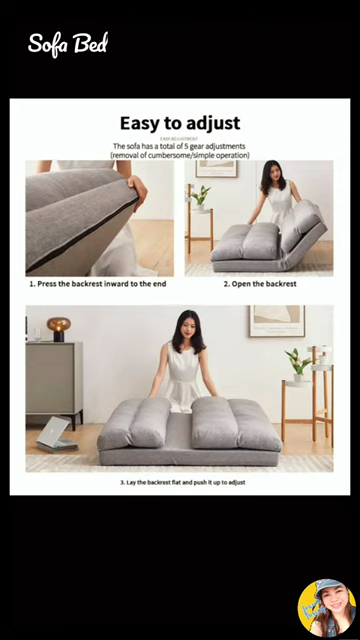 Sofa Bed
Easy to adjust
EASY ADJUSTMENT
The sofa has a total of 5 gear adjustments
(removal of cumbersome/simple operation)
1. Press the backrest inward to the end
2. Open the backrest
3. Lay the backrest flat and push it up to adjust